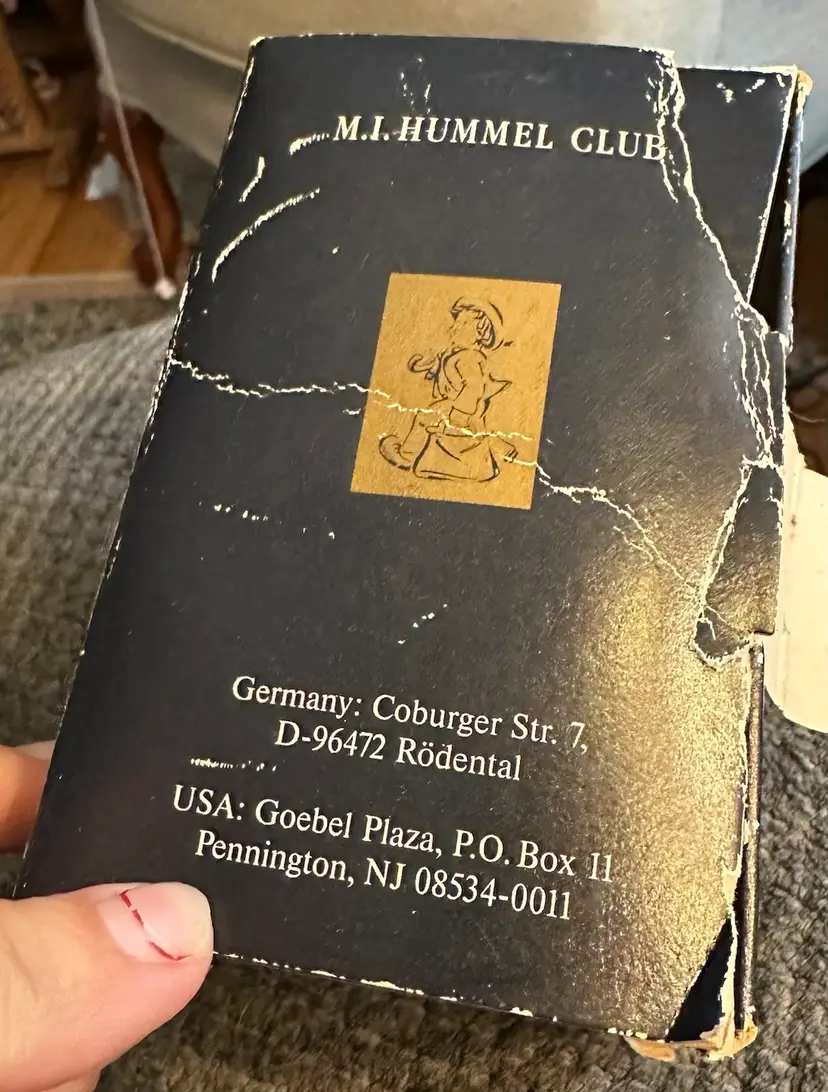 M.I. HUMMEL CLUB
Germany: Coburger Str. 7,
D-96472 Rödental
USA: Goebel Plaza, P.O. Box 11
Pennington, NJ 08534-0011